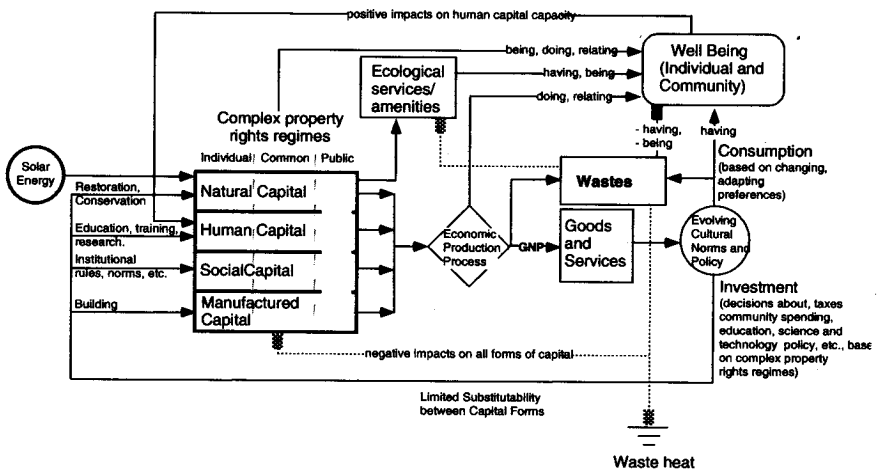 positive impacts on human capital capacity
being, doing, relating
Well Being
(Individual and
Community)
Ecological
services/
amenities
having, being
doing, relating
Complex property
rights regimes
Individual Common Public
- having,
- being
having
Solar
Energy
Restoration,
Conservation
Natural Capital
Wastes
Consumption
(based on changing,
adapting
preferences)
Education, training,
research.
Human Capital
Economic
Production
Process
GNP
Goods
and
Services
Evolving
Cultural
Norms and
Policy
Institutional
rules, norms, etc.
SocialCapital
Building
Manufactured
Capital
Investment
(decisions about, taxes
community spending,
education, science and
technology policy, etc., base
on complex property
rights regimes)
negative impacts on all forms of capital
Limited Substitutability
between Capital Forms
Waste heat